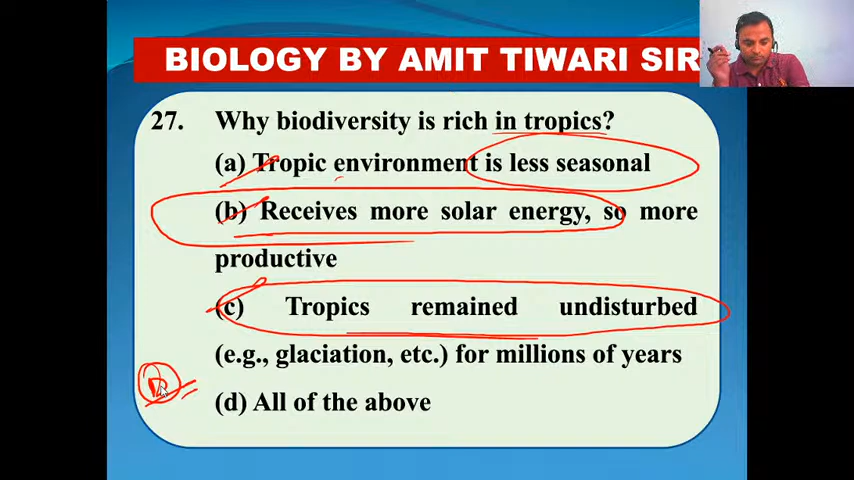 BIOLOGY BY AMIT TIWARI SIR
27. Why biodiversity is rich in tropics?
(a) Tropic environment is less seasonal
(b) Receives more solar energy, so more
productive
(c) Tropics remained undisturbed
(e.g., glaciation, etc.) for millions of years
(d) All of the above